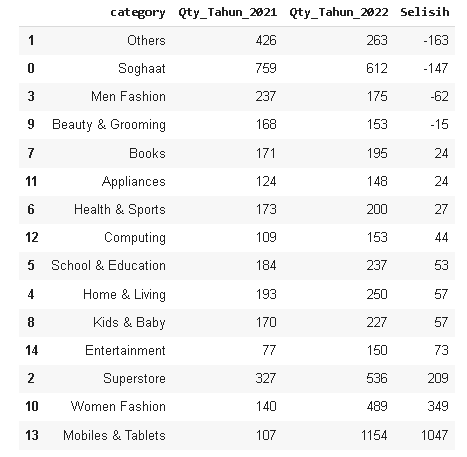 category Qty_Tahun_2021 Qty_Tahun_2022 Selisih
1 Others 426 263 -163
0 Soghaat 759 612 -147
3 Men Fashion 237 175 -62
9 Beauty & Grooming 168 153 -15
7 Books 171 195 24
11 Appliances 124 148 24
6 Health & Sports 173 200 27
12 Computing 109 153 44
5 School & Education 184 237 53
4 Home & Living 193 250 57
8 Kids & Baby 170 227 57
14 Entertainment 77 150 73
2 Superstore 327 536 209
10 Women Fashion 140 489 349
13 Mobiles & Tablets 107 1154 1047